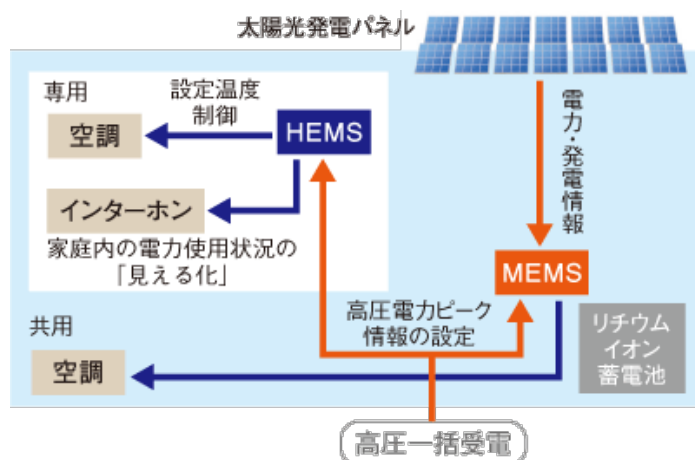 太陽光発電パネル
専用
設定温度
制御
空調
HEMS
インターホン
家庭内の電力使用状況の
「見える化」
電力・発電情報
MEMS
高圧電力ピーク
情報の設定
リチウム
イオン
蓄電池
共用
空調
高圧一括受電